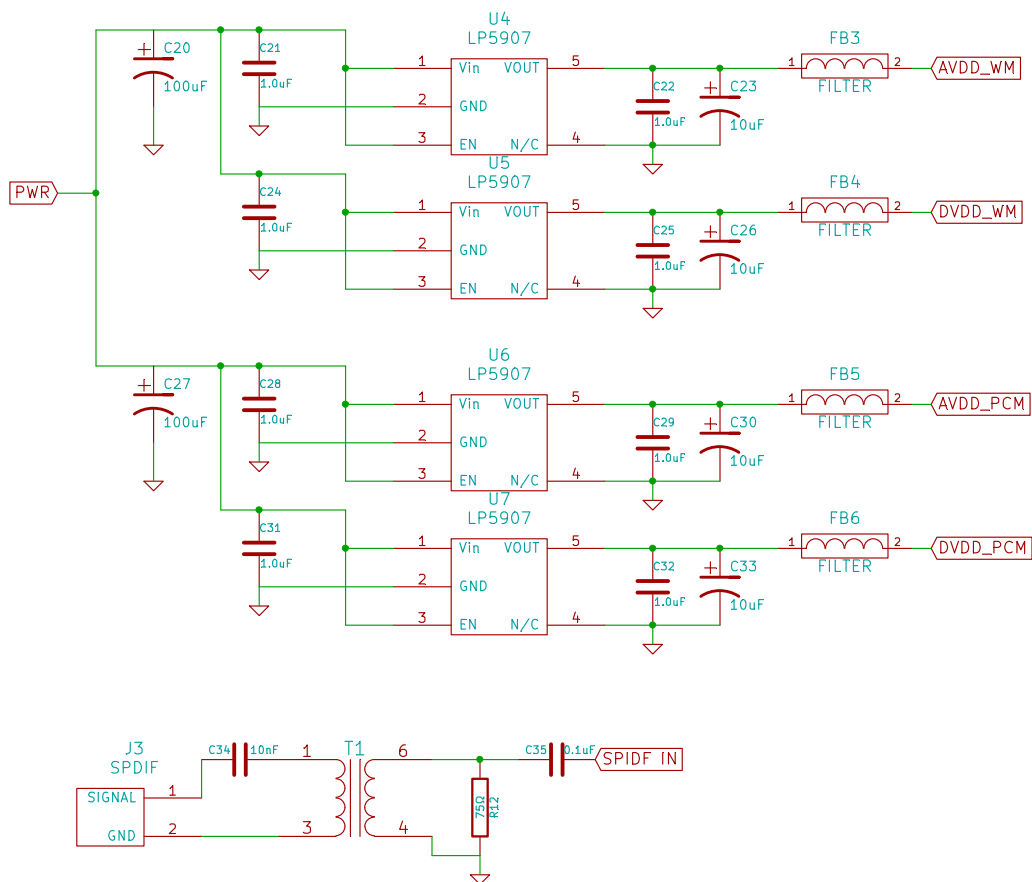 U4
LP5907
C20
100uF
C21
1.0uF
1 Vin VOUT 5
2 GND
3 EN N/C 4
C22
1.0uF
C23
10uF
FB3
1 2
FILTER
AVDD_WM
PWR
U5
LP5907
C24
1.0uF
1 Vin VOUT 5
2 GND
3 EN N/C 4
C25
1.0uF
C26
10uF
FB4
1 2
FILTER
DVDD_WM
U6
LP5907
C27
100uF
C28
1.0uF
1 Vin VOUT 5
2 GND
3 EN N/C 4
C29
1.0uF
C30
10uF
FB5
1 2
FILTER
AVDD_PCM
U7
LP5907
C31
1.0uF
1 Vin VOUT 5
2 GND
3 EN N/C 4
C32
1.0uF
C33
10uF
FB6
1 2
FILTER
DVDD_PCM
J3
SPDIF
SIGNAL 1
GND 2
C34 10nF
T1
1 6
3 4
75Ω
R12
C35 0.1uF
SPIDF IN